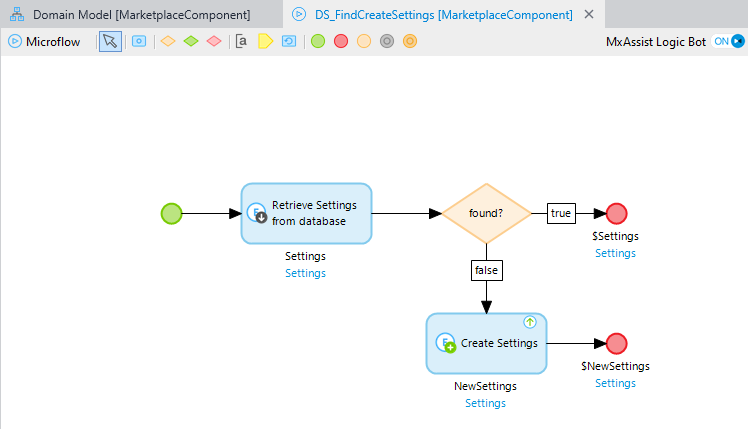 Domain Model [MarketplaceComponent]
DS_FindCreateSettings [MarketplaceComponent]
Microflow
[a
MxAssist Logic Bot
ON
E
Retrieve Settings
from database
Settings
Settings
found?
true
$Settings
Settings
false
E
Create Settings
NewSettings
Settings
$NewSettings
Settings